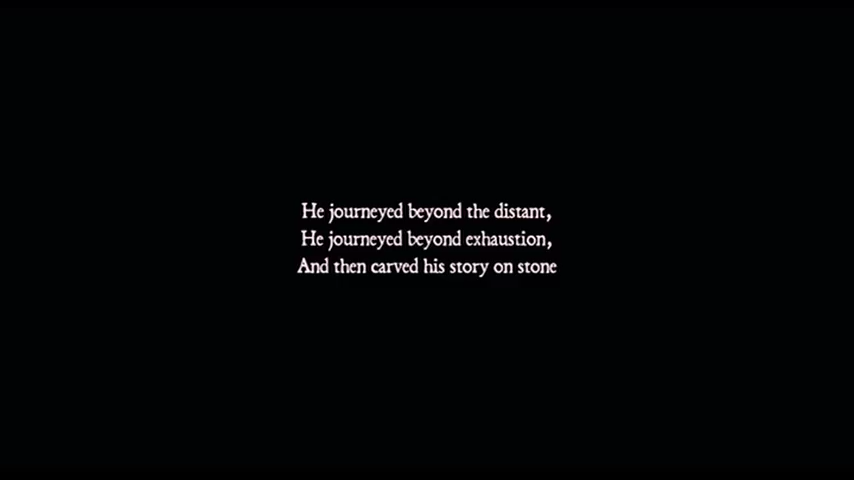 He journeyed beyond the distant,
He journeyed beyond exhaustion,
And then carved his story on stone